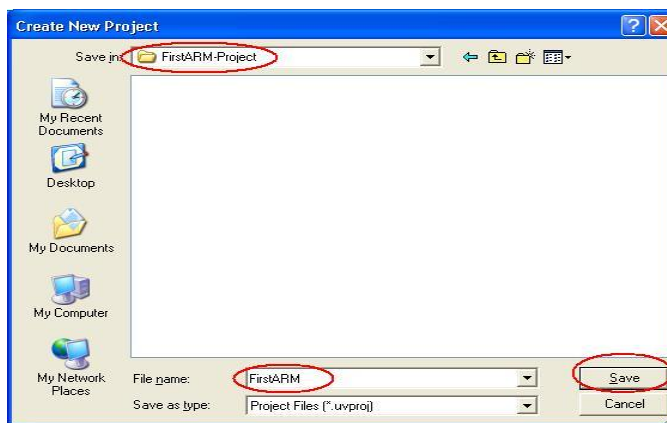 Create New Project
Save in:
FirstARM-Project
My Recent
Documents
Desktop
My Documents
My Computer
My Network
Places
File name:
FirstARM
Save
Save as type:
Project Files (*.uvproj)
Cancel